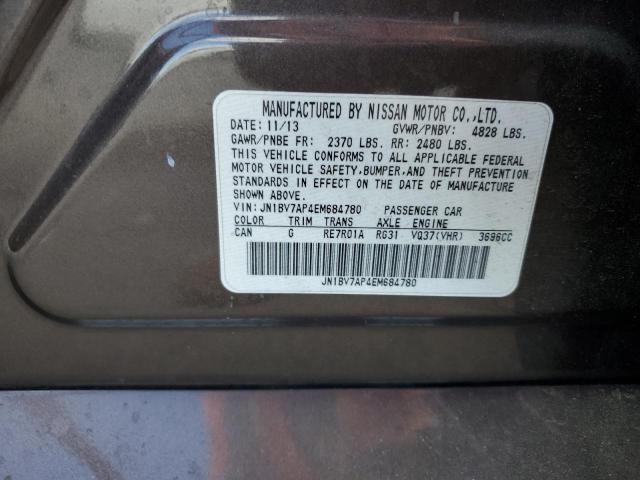 MANUFACTURED BY NISSAN MOTOR CO.,LTD.
DATE: 11/13 GVWR/PNBV: 4828 LBS.
GAWR/PNBE FR: 2370 LBS. RR: 2480 LBS.
THIS VEHICLE CONFORMS TO ALL APPLICABLE FEDERAL
MOTOR VEHICLE SAFETY,BUMPER,AND THEFT PREVENTION
STANDARDS IN EFFECT ON THE DATE OF MANUFACTURE
SHOWN ABOVE.
VIN: JN1BV7AP4EM684780 PASSENGER CAR
COLOR TRIM TRANS AXLE ENGINE
CAN G RE7R01A RG31 VQ37(VHR) 3696CC
JN1BV7AP4EM684780